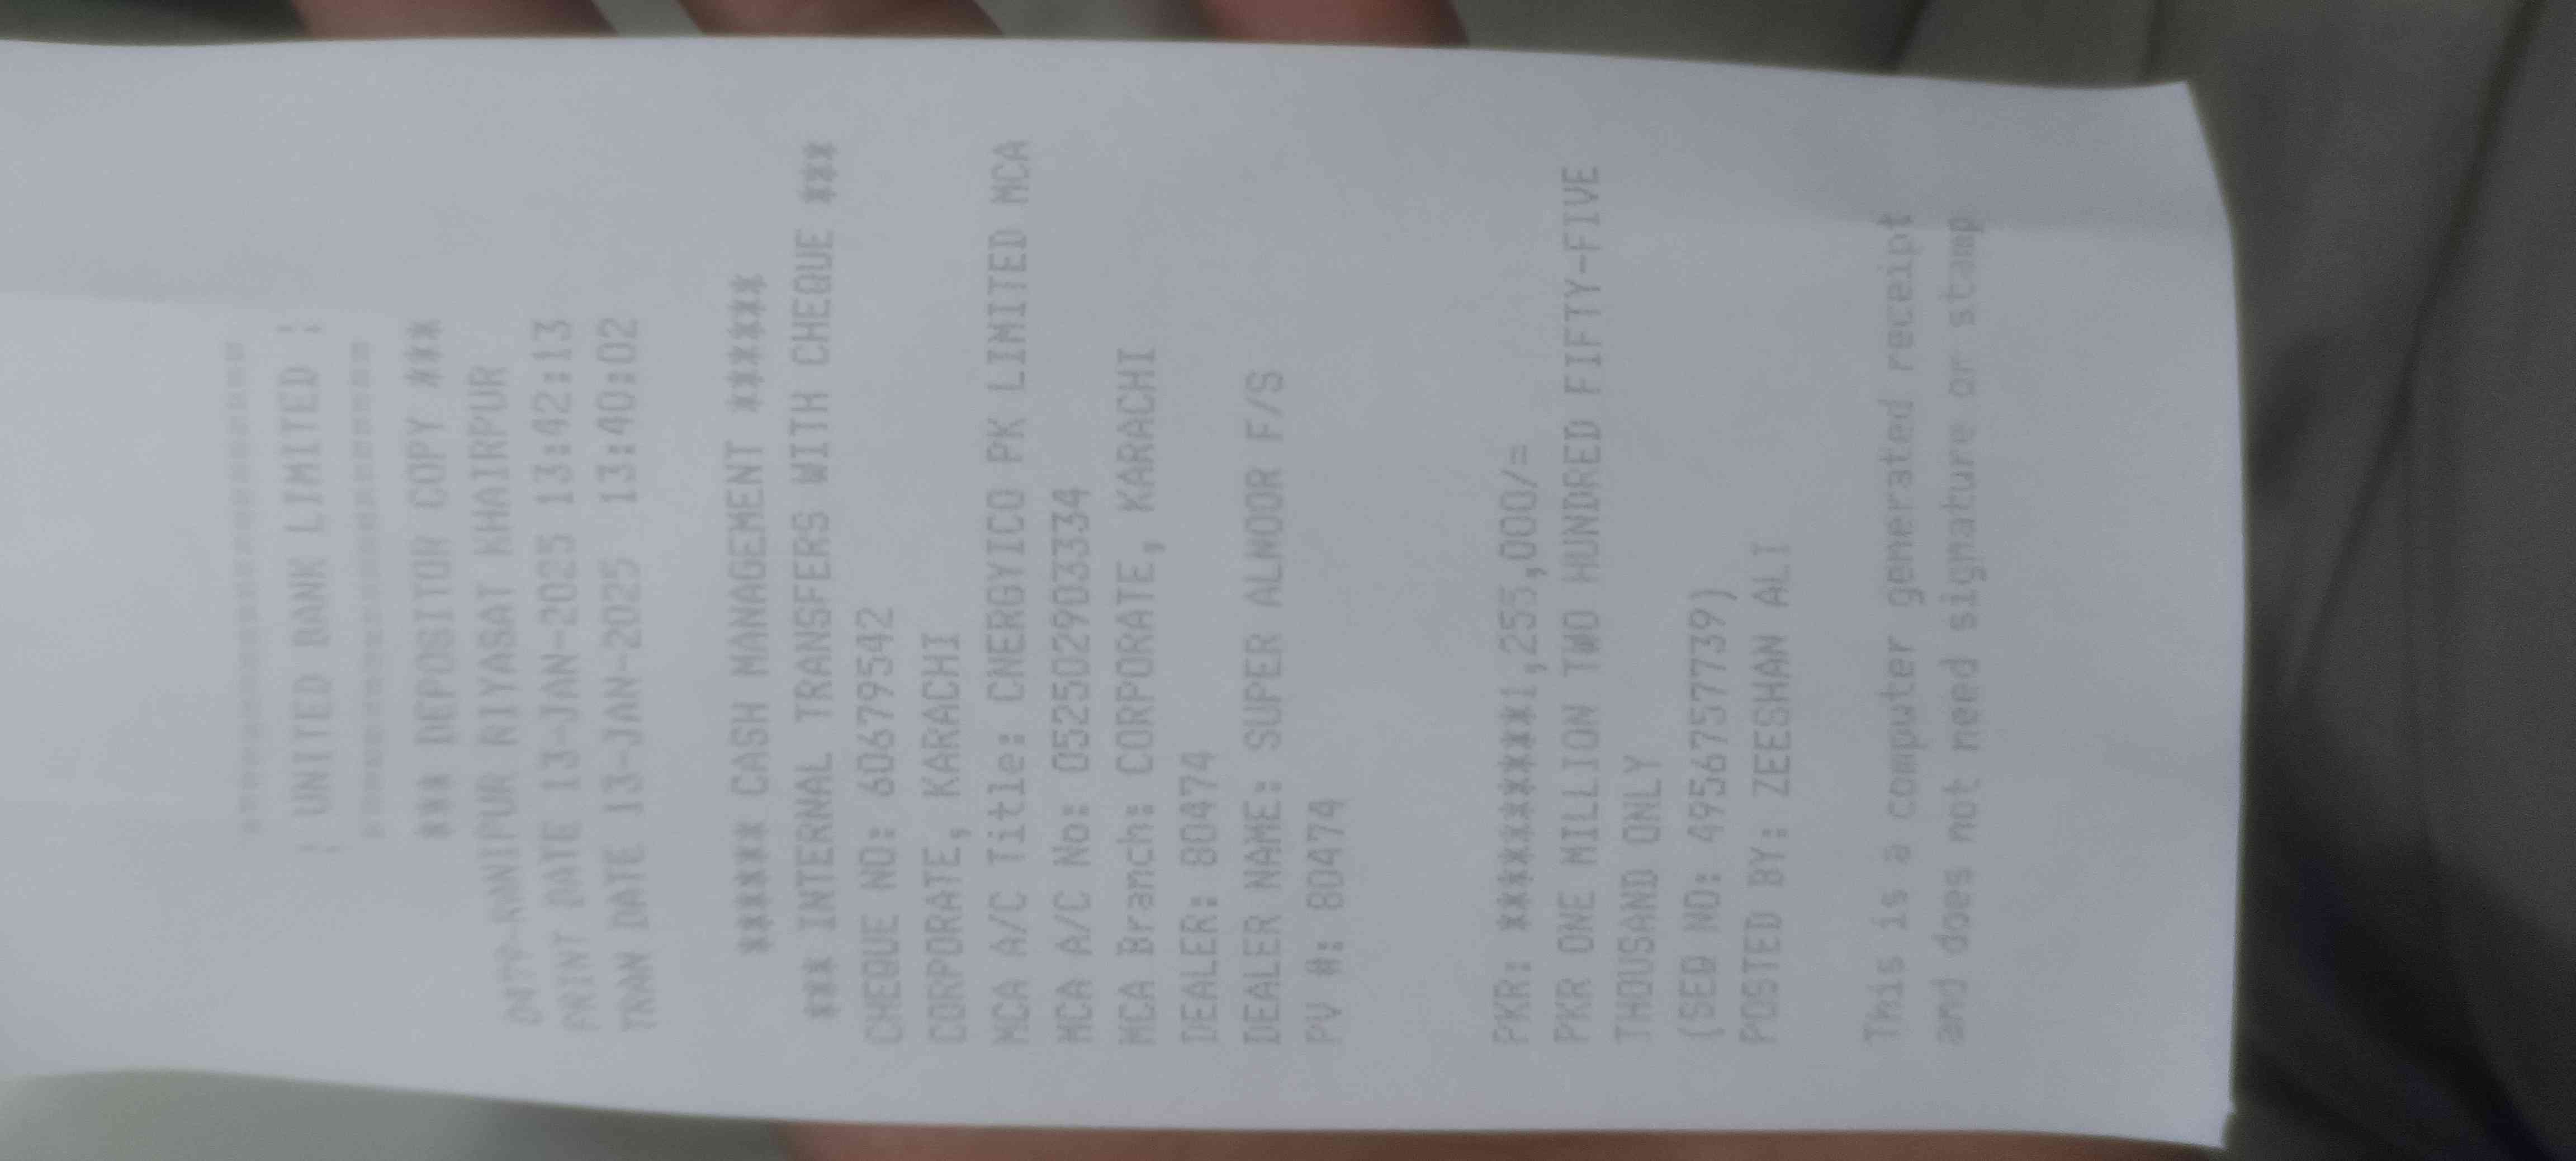 ======================
| UNITED BANK LIMITED |
======================
*** DEPOSITOR COPY ***
RANIPUR RIYASAT KHAIRPUR
PRINT DATE 13-JAN-2025 13:42:13
TRAN DATE 13-JAN-2025 13:40:02
***** CASH MANAGEMENT *****
*** INTERNAL TRANSFERS WITH CHEQUE ***
CHEQUE NO: 60679542
CORPORATE, KARACHI
MCA A/C Title: CNERGYICO PK LIMITED MCA
MCA A/C No: 052502903334
MCA Branch: CORPORATE, KARACHI
DEALER: 80474
DEALER NAME: SUPER ALNOOR F/S
PV #: 80474
PKR: *********1,255,000/=
PKR ONE MILLION TWO HUNDRED FIFTY-FIVE
THOUSAND ONLY
(SEQ NO: 4956757739)
POSTED BY: ZEESHAN ALI
This is a computer generated receipt
and does not need signature or stamp